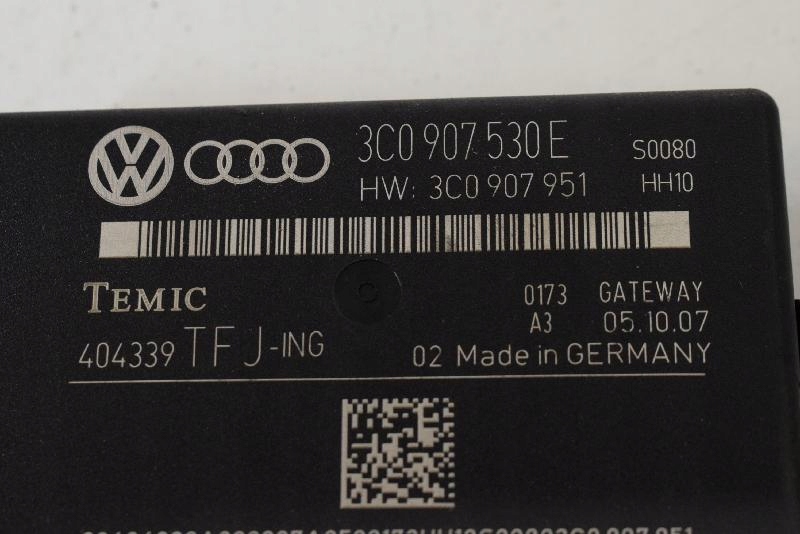 3C0 907 530 E S0080
HW: 3C0 907 951 HH10
TEMIC 0173 GATEWAY
A3 05.10.07
404339 TFJ-ING 02 Made in GERMANY